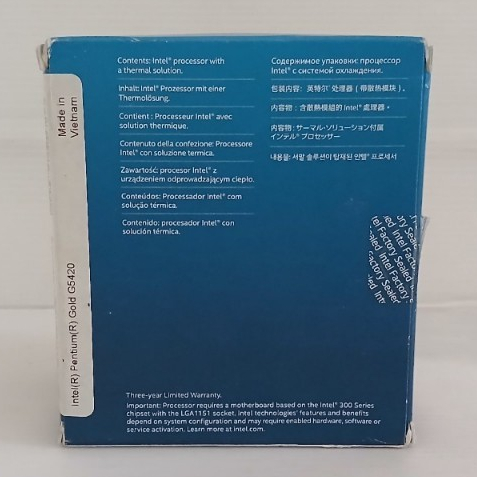 Made in
Vietnam
Intel(R) Pentium(R) Gold G5420
Contents: Intel® processor with
a thermal solution.
Inhalt: Intel® Prozessor mit einer
Thermolösung.
Contient : Processeur Intel® avec
solution thermique.
Contenuto della confezione: Processore
Intel® con soluzione termica.
Zawartość: procesor Intel® z
urządzeniem odprowadzającym ciepło.
Conteúdos: Processador Intel® com
solução térmica.
Contenido: procesador Intel® con
solución térmica.
Содержимое упаковки: процессор
Intel® с системой охлаждения.
包装内容：英特尔® 处理器（带散热模块）。
內容物：含散熱模組的 Intel® 處理器。
内容物：サーマル・ソリューション付属
インテル® プロセッサー
내용물: 서말 솔루션이 탑재된 인텔® 프로세서
Intel Factory Sealed
Three-year Limited Warranty.
Important: Processor requires a motherboard based on the Intel® 300 Series
chipset with the LGA1151 socket. Intel technologies' features and benefits
depend on system configuration and may require enabled hardware, software or
service activation. Learn more at intel.com.